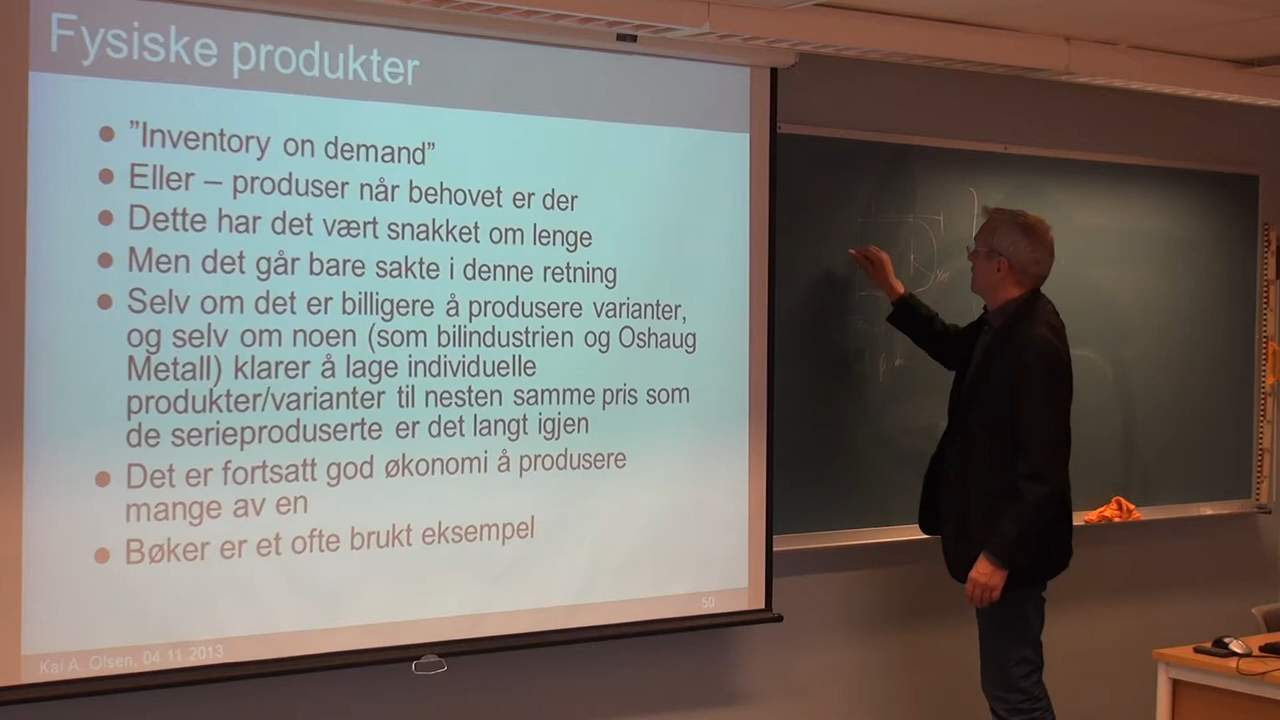 Fysiske produkter
”Inventory on demand”
Eller – produser når behovet er der
Dette har det vært snakket om lenge
Men det går bare sakte i denne retning
Selv om det er billigere å produsere varianter,
og selv om noen (som bilindustrien og Oshaug
Metall) klarer å lage individuelle
produkter/varianter til nesten samme pris som
de serieproduserte er det langt igjen
Det er fortsatt god økonomi å produsere
mange av en
Bøker er et ofte brukt eksempel
50
Kai A. Olsen, 04.11.2013